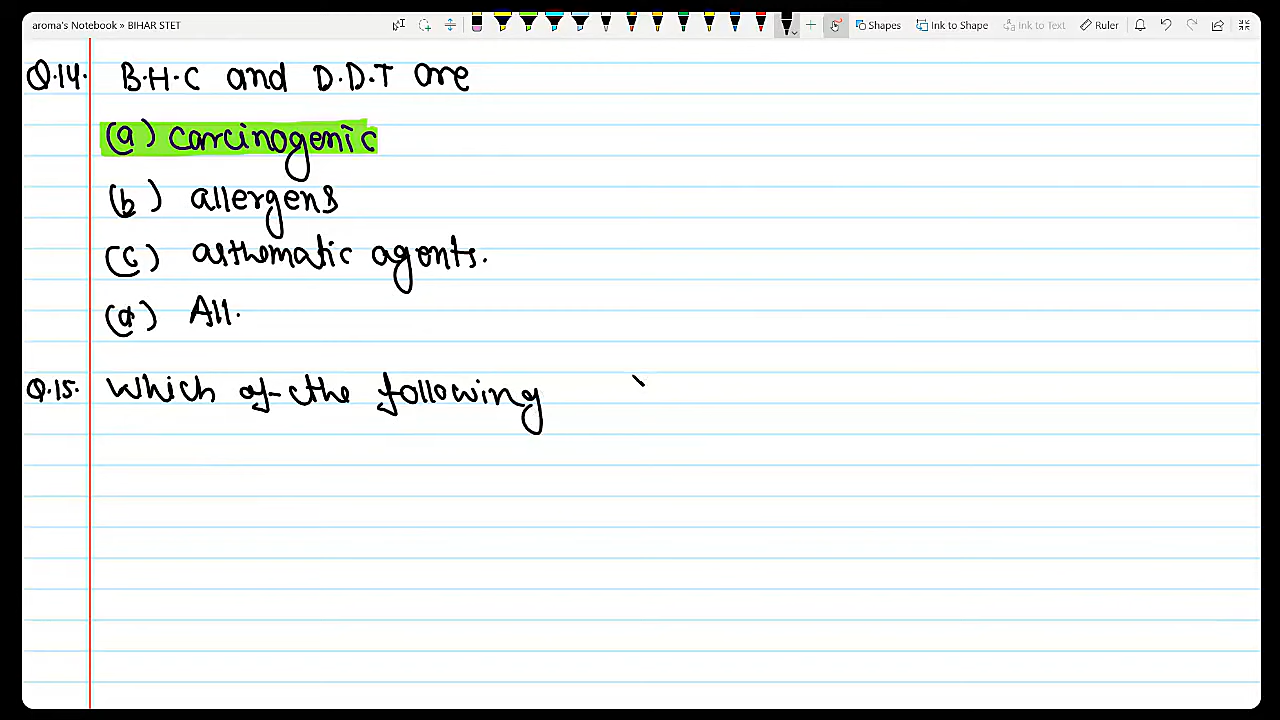 aroma's Notebook » BIHAR STET
Shapes Ink to Shape Ink to Text Ruler
Q.14. B.H.C and D.D.T are
(a) carcinogenic
(b) allergens
(c) asthematic agents.
(d) All.
Q.15. Which of the following